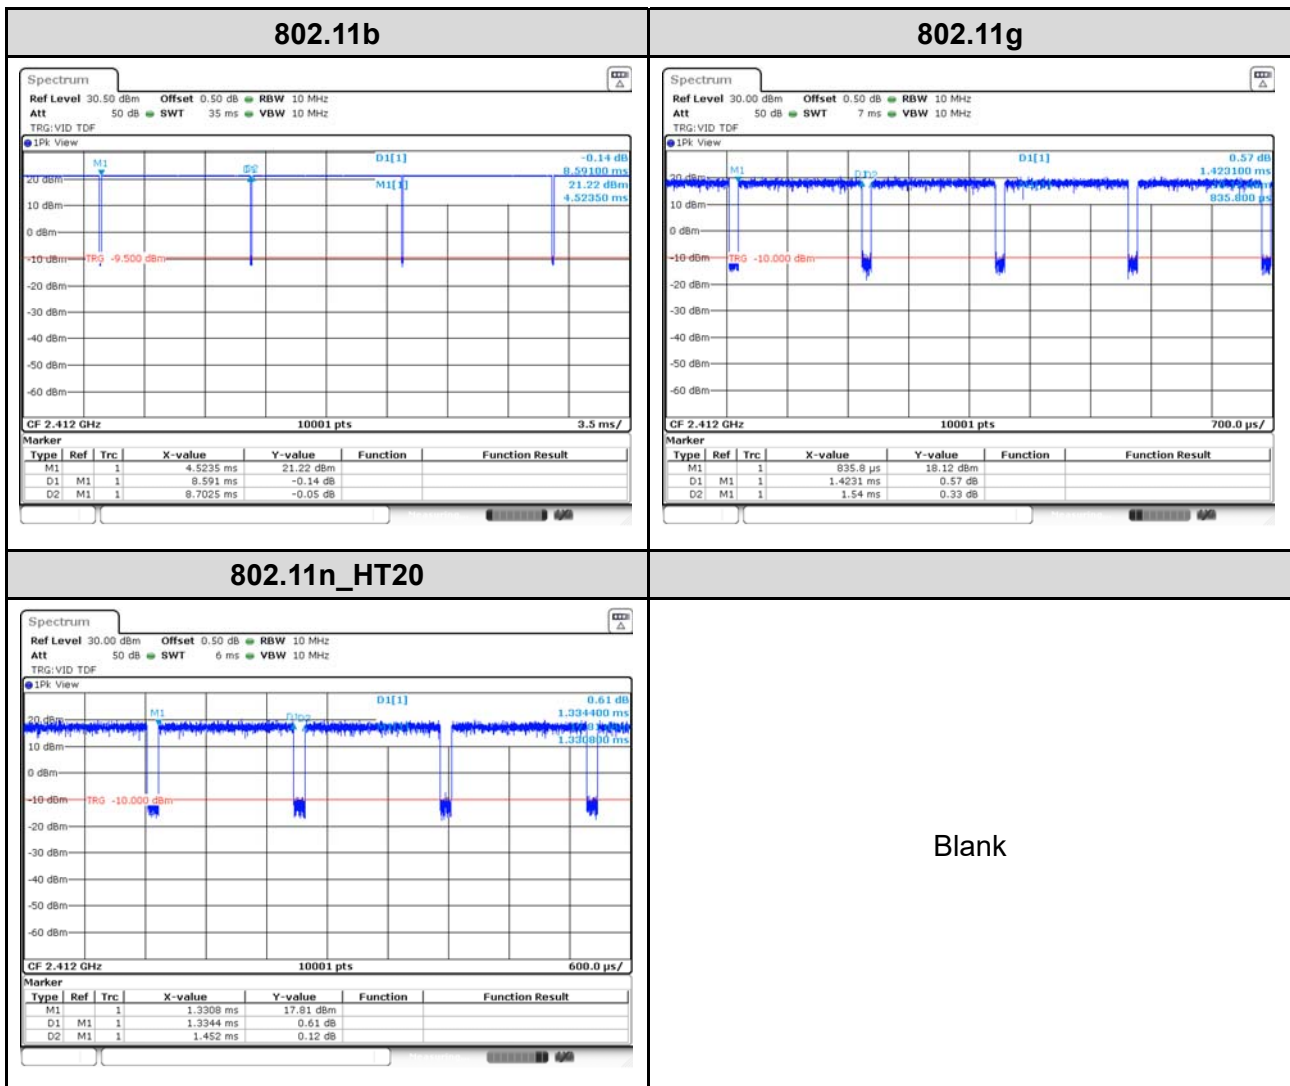 802.11b
802.11g
Spectrum
Ref Level 30.50 dBm Offset 0.50 dB RBW 10 MHz
Att 50 dB SWT 35 ms VBW 10 MHz
TRG:VID TDF
1Pk View
D1[1] -0.14 dB
8.59100 ms
M1[1] 21.22 dBm
4.52350 ms
M1
D2
20 dBm
10 dBm
0 dBm
-10 dBm
TRG -9.500 dBm
-20 dBm
-30 dBm
-40 dBm
-50 dBm
-60 dBm
CF 2.412 GHz 10001 pts 3.5 ms/
Marker
Type Ref Trc X-value Y-value Function Function Result
M1 1 4.5235 ms 21.22 dBm
D1 M1 1 8.591 ms -0.14 dB
D2 M1 1 8.7025 ms -0.05 dB
Spectrum
Ref Level 30.00 dBm Offset 0.50 dB RBW 10 MHz
Att 50 dB SWT 7 ms VBW 10 MHz
TRG:VID TDF
1Pk View
D1[1] 0.57 dB
1.423100 ms
835.800 µs
M1
D1D2
20 dBm
10 dBm
0 dBm
-10 dBm
TRG -10.000 dBm
-20 dBm
-30 dBm
-40 dBm
-50 dBm
-60 dBm
CF 2.412 GHz 10001 pts 700.0 µs/
Marker
Type Ref Trc X-value Y-value Function Function Result
M1 1 835.8 µs 18.12 dBm
D1 M1 1 1.4231 ms 0.57 dB
D2 M1 1 1.54 ms 0.33 dB
802.11n_HT20
Spectrum
Ref Level 30.00 dBm Offset 0.50 dB RBW 10 MHz
Att 50 dB SWT 6 ms VBW 10 MHz
TRG:VID TDF
1Pk View
D1[1] 0.61 dB
1.334400 ms
1.330800 ms
M1
D1D2
20 dBm
10 dBm
0 dBm
-10 dBm
TRG -10.000 dBm
-20 dBm
-30 dBm
-40 dBm
-50 dBm
-60 dBm
CF 2.412 GHz 10001 pts 600.0 µs/
Marker
Type Ref Trc X-value Y-value Function Function Result
M1 1 1.3308 ms 17.81 dBm
D1 M1 1 1.3344 ms 0.61 dB
D2 M1 1 1.452 ms 0.12 dB
Blank